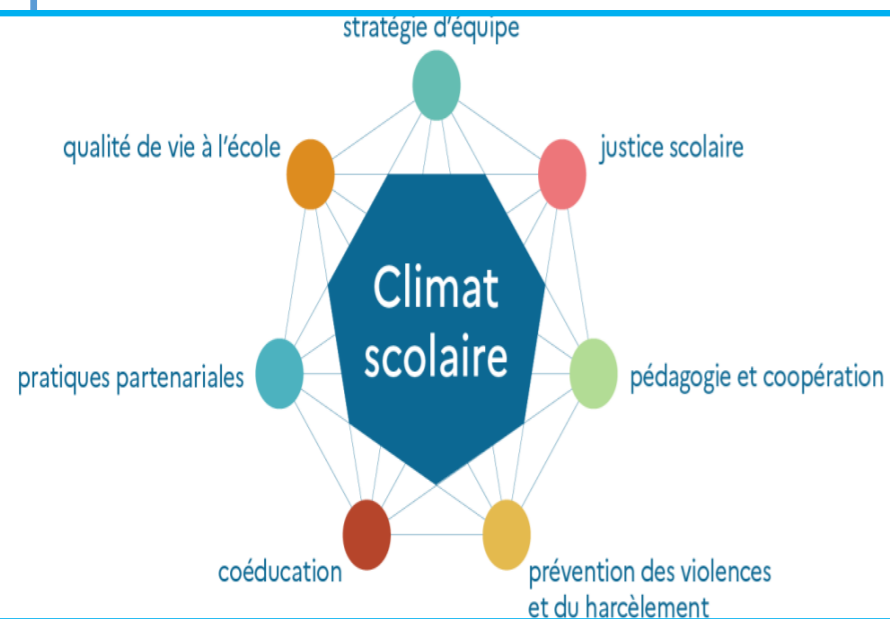 stratégie d'équipe
qualité de vie à l'école
justice scolaire
Climat
scolaire
pratiques partenariales
pédagogie et coopération
coéducation
prévention des violences
et du harcèlement